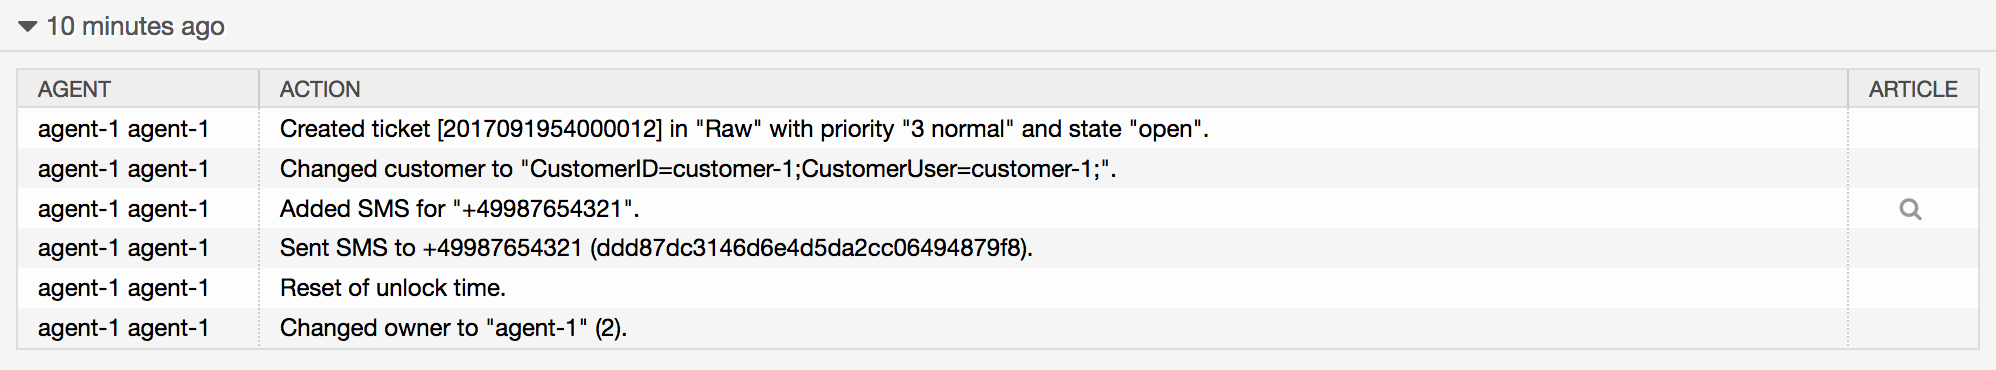 10 minutes ago
AGENT ACTION ARTICLE
agent-1 agent-1 Created ticket [2017091954000012] in "Raw" with priority "3 normal" and state "open".
agent-1 agent-1 Changed customer to "CustomerID=customer-1;CustomerUser=customer-1;".
agent-1 agent-1 Added SMS for "+49987654321".
agent-1 agent-1 Sent SMS to +49987654321 (ddd87dc3146d6e4d5da2cc06494879f8).
agent-1 agent-1 Reset of unlock time.
agent-1 agent-1 Changed owner to "agent-1" (2).